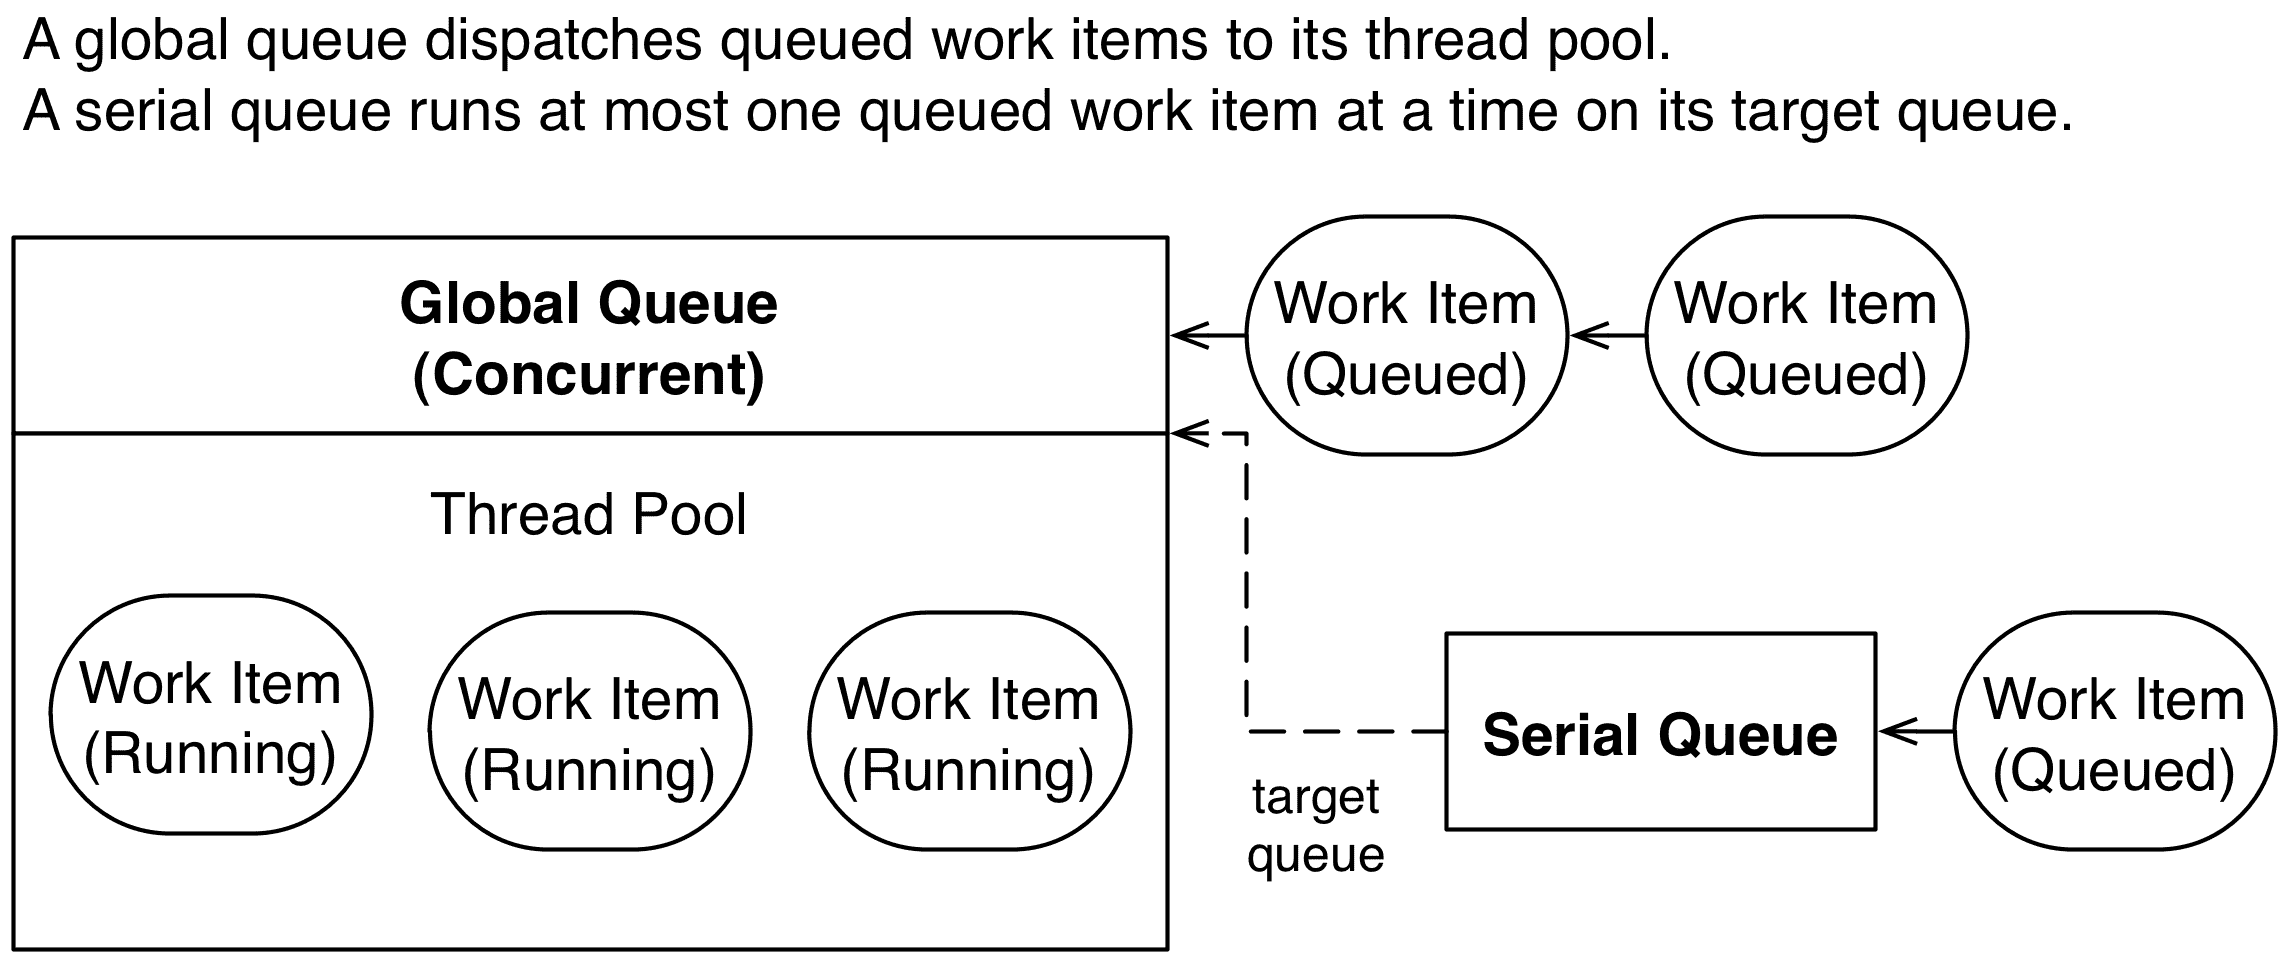 A global queue dispatches queued work items to its thread pool.
A serial queue runs at most one queued work item at a time on its target queue.
Global Queue
(Concurrent)
Work Item
(Queued)
Work Item
(Queued)
Thread Pool
Work Item
(Running)
Work Item
(Running)
Work Item
(Running)
target
queue
Serial Queue
Work Item
(Queued)